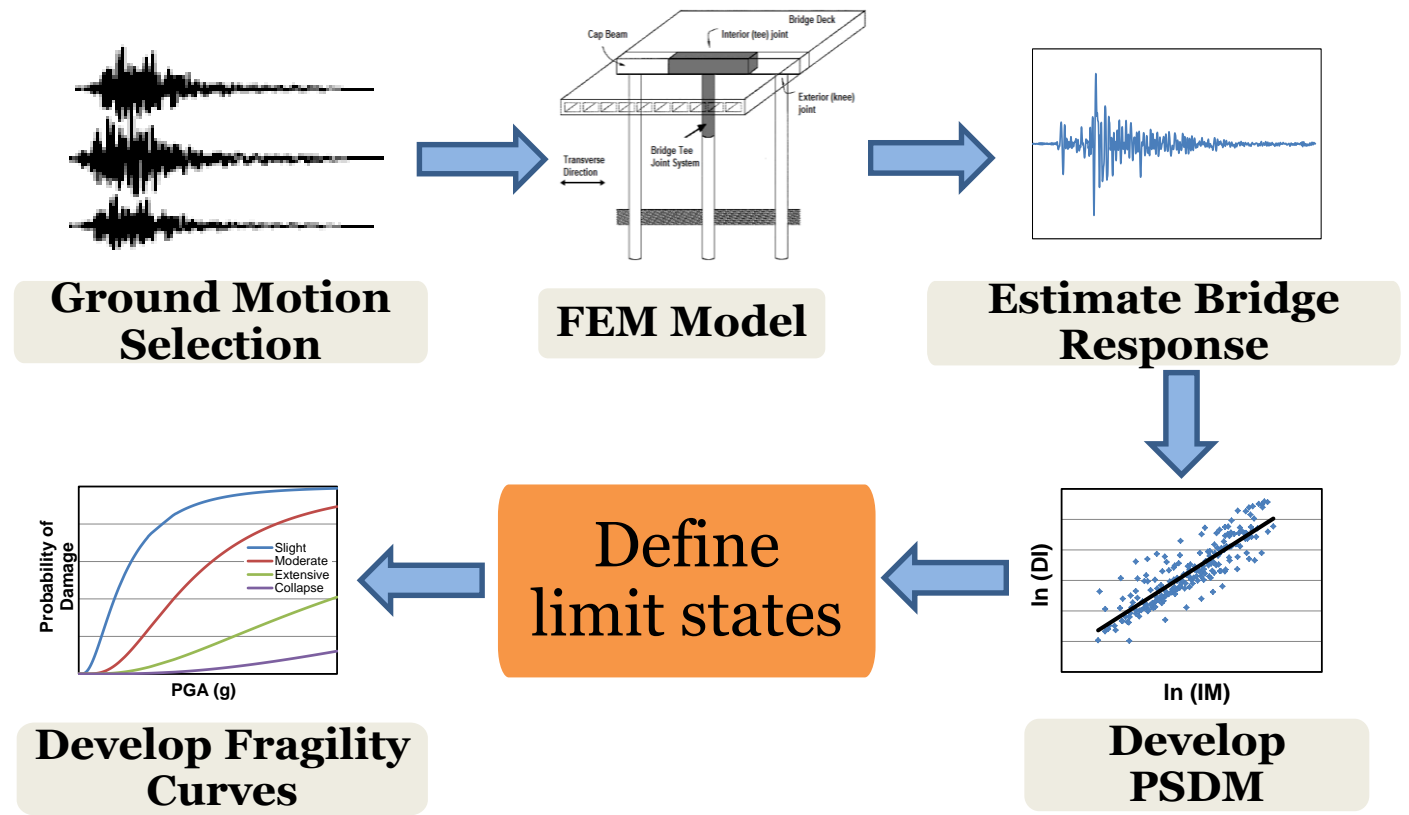 Bridge Deck
Cap Beam
Interior (tee) joint
Exterior (knee)
joint
Bridge Tee
Joint System
Transverse
Direction
Ground Motion
Selection
FEM Model
Estimate Bridge
Response
Probability of
Damage
Slight
Moderate
Extensive
Collapse
PGA (g)
Define
limit states
ln (DI)
ln (IM)
Develop Fragility
Curves
Develop
PSDM